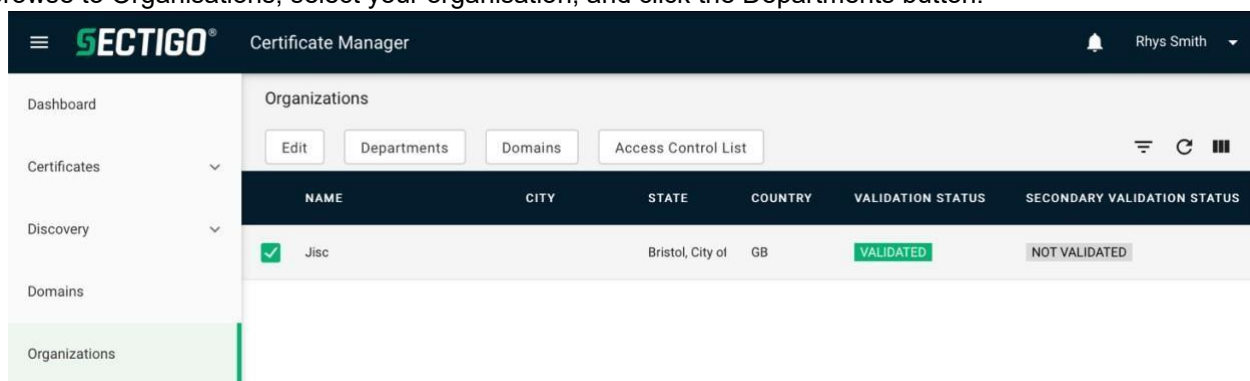 rowse to Organisations, select your organisation, and click the Departments button.
SECTIGO® Certificate Manager Rhys Smith
Dashboard
Organizations
Edit Departments Domains Access Control List
Certificates
NAME CITY STATE COUNTRY VALIDATION STATUS SECONDARY VALIDATION STATUS
Discovery
Jisc Bristol, City of GB VALIDATED NOT VALIDATED
Domains
Organizations